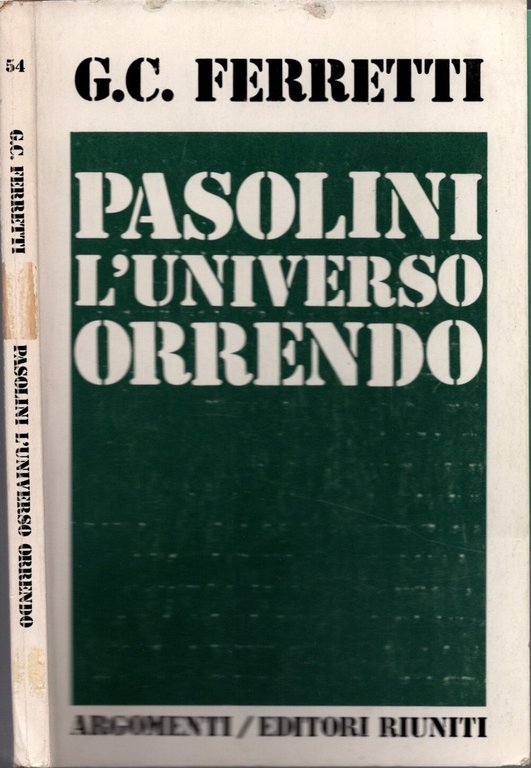 G.C. FERRETTI
PASOLINI
L'UNIVERSO
ORRENDO
ARGOMENTI/EDITORI RIUNITI
54
G.C. FERRETTI
PASOLINI L'UNIVERSO ORRENDO